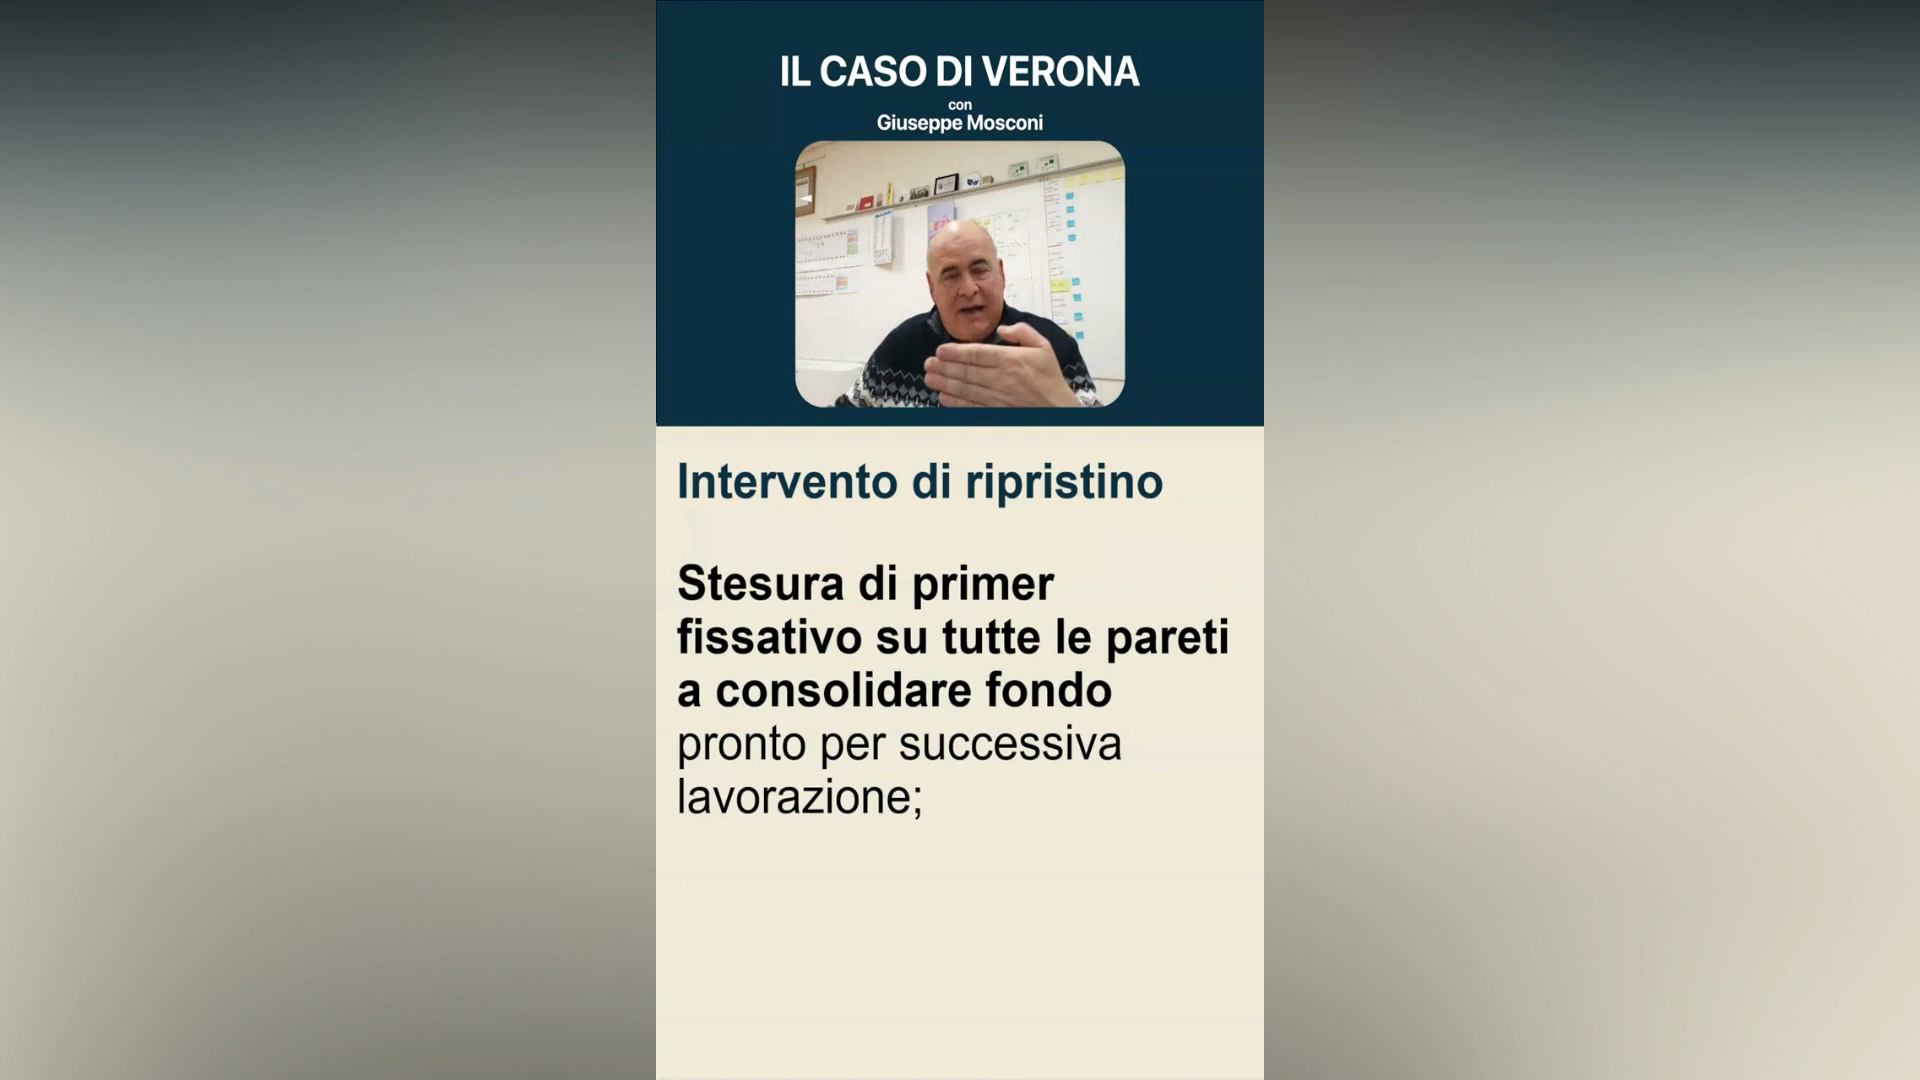 IL CASO DI VERONA
con
Giuseppe Mosconi
Intervento di ripristino
Stesura di primer
fissativo su tutte le pareti
a consolidare fondo
pronto per successiva
lavorazione;